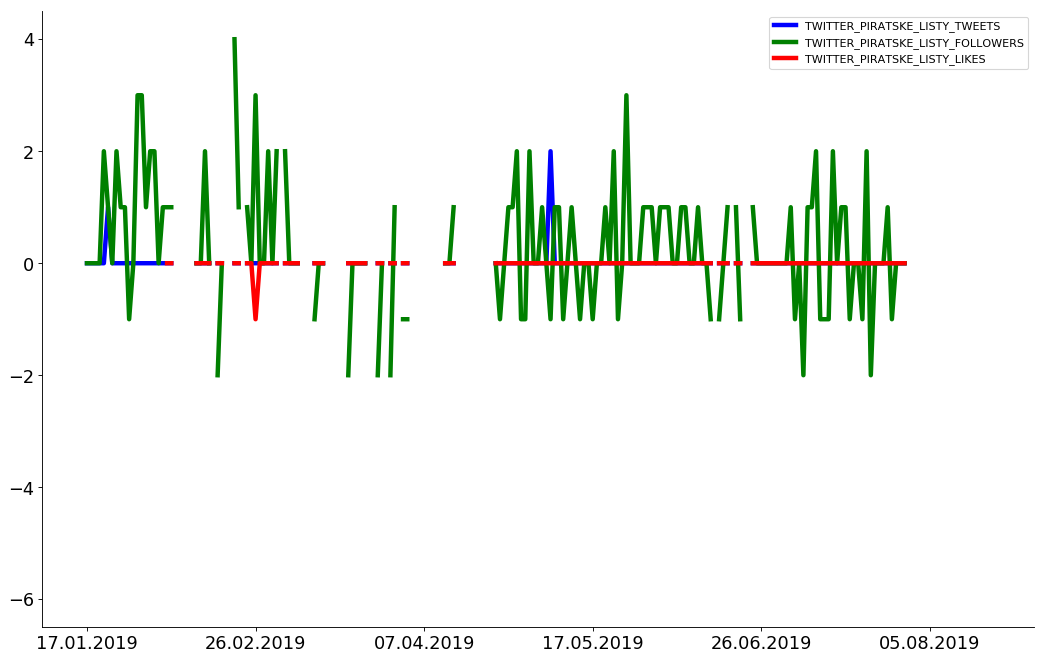 TWITTER_PIRATSKE_LISTY_TWEETS
TWITTER_PIRATSKE_LISTY_FOLLOWERS
TWITTER_PIRATSKE_LISTY_LIKES
4
2
0
−2
−4
−6
17.01.2019 26.02.2019 07.04.2019 17.05.2019 26.06.2019 05.08.2019